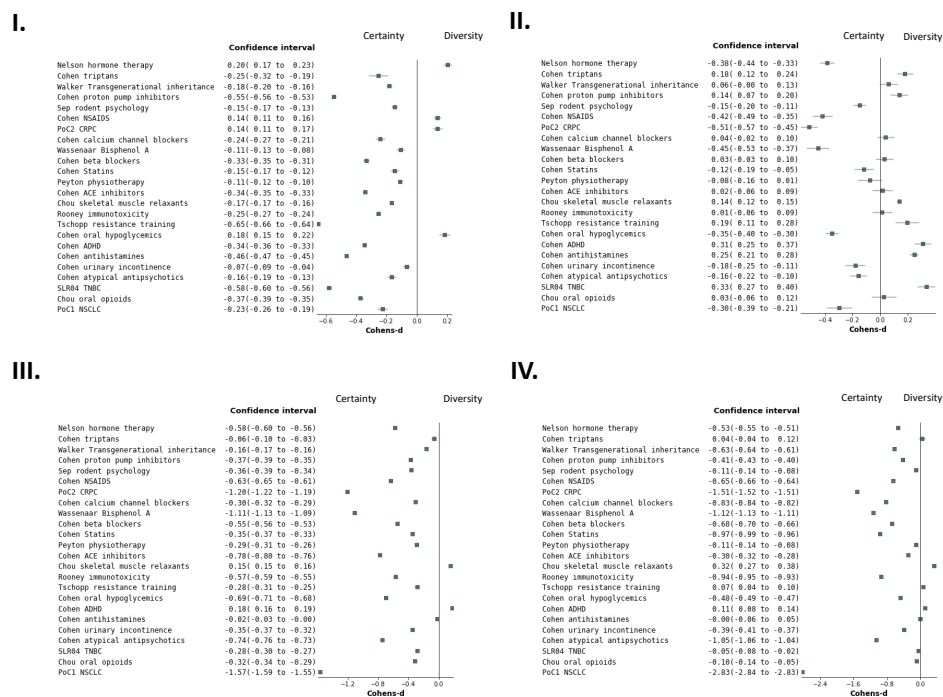 I.
Certainty Diversity
Confidence interval
Nelson hormone therapy 0.20( 0.17 to 0.23)
Cohen triptans -0.25(-0.32 to -0.19)
Walker Transgenerational inheritance -0.18(-0.20 to -0.16)
Cohen proton pump inhibitors -0.55(-0.56 to -0.53)
Sep rodent psychology -0.15(-0.17 to -0.13)
Cohen NSAIDS 0.14( 0.11 to 0.16)
PoC2 CRPC 0.14( 0.11 to 0.17)
Cohen calcium channel blockers -0.24(-0.27 to -0.21)
Wassenaar Bisphenol A -0.11(-0.13 to -0.08)
Cohen beta blockers -0.33(-0.35 to -0.31)
Cohen Statins -0.15(-0.17 to -0.12)
Peyton physiotherapy -0.11(-0.12 to -0.10)
Cohen ACE inhibitors -0.34(-0.35 to -0.33)
Chou skeletal muscle relaxants -0.17(-0.17 to -0.16)
Rooney immunotoxicity -0.25(-0.27 to -0.24)
Tschopp resistance training -0.65(-0.66 to -0.64)
Cohen oral hypoglycemics 0.18( 0.15 to 0.22)
Cohen ADHD -0.34(-0.36 to -0.33)
Cohen antihistamines -0.46(-0.47 to -0.45)
Cohen urinary incontinence -0.07(-0.09 to -0.04)
Cohen atypical antipsychotics -0.16(-0.19 to -0.13)
SLR04 TNBC -0.58(-0.60 to -0.56)
Chou oral opioids -0.37(-0.39 to -0.35)
PoC1 NSCLC -0.23(-0.26 to -0.19)
−0.6 −0.4 −0.2 0.0 0.2
Cohens-d
II.
Certainty Diversity
Confidence interval
Nelson hormone therapy -0.38(-0.44 to -0.33)
Cohen triptans 0.18( 0.12 to 0.24)
Walker Transgenerational inheritance 0.06(-0.00 to 0.13)
Cohen proton pump inhibitors 0.14( 0.07 to 0.20)
Sep rodent psychology -0.15(-0.20 to -0.11)
Cohen NSAIDS -0.42(-0.49 to -0.35)
PoC2 CRPC -0.51(-0.57 to -0.45)
Cohen calcium channel blockers 0.04(-0.02 to 0.10)
Wassenaar Bisphenol A -0.45(-0.53 to -0.37)
Cohen beta blockers 0.03(-0.03 to 0.10)
Cohen Statins -0.12(-0.19 to -0.05)
Peyton physiotherapy -0.08(-0.16 to 0.01)
Cohen ACE inhibitors 0.02(-0.06 to 0.09)
Chou skeletal muscle relaxants 0.14( 0.12 to 0.15)
Rooney immunotoxicity 0.01(-0.06 to 0.09)
Tschopp resistance training 0.19( 0.11 to 0.28)
Cohen oral hypoglycemics -0.35(-0.40 to -0.30)
Cohen ADHD 0.31( 0.25 to 0.37)
Cohen antihistamines 0.25( 0.21 to 0.28)
Cohen urinary incontinence -0.18(-0.25 to -0.11)
Cohen atypical antipsychotics -0.16(-0.22 to -0.10)
SLR04 TNBC 0.33( 0.27 to 0.40)
Chou oral opioids 0.03(-0.06 to 0.12)
PoC1 NSCLC -0.30(-0.39 to -0.21)
−0.4 −0.2 0.0 0.2
Cohens-d
III.
Certainty Diversity
Confidence interval
Nelson hormone therapy -0.58(-0.60 to -0.56)
Cohen triptans -0.06(-0.10 to -0.03)
Walker Transgenerational inheritance -0.16(-0.17 to -0.16)
Cohen proton pump inhibitors -0.37(-0.39 to -0.35)
Sep rodent psychology -0.36(-0.39 to -0.34)
Cohen NSAIDS -0.63(-0.65 to -0.61)
PoC2 CRPC -1.20(-1.22 to -1.19)
Cohen calcium channel blockers -0.30(-0.32 to -0.29)
Wassenaar Bisphenol A -1.11(-1.13 to -1.09)
Cohen beta blockers -0.55(-0.56 to -0.53)
Cohen Statins -0.35(-0.37 to -0.33)
Peyton physiotherapy -0.29(-0.31 to -0.26)
Cohen ACE inhibitors -0.78(-0.80 to -0.76)
Chou skeletal muscle relaxants 0.15( 0.15 to 0.16)
Rooney immunotoxicity -0.57(-0.59 to -0.55)
Tschopp resistance training -0.28(-0.31 to -0.25)
Cohen oral hypoglycemics -0.69(-0.71 to -0.68)
Cohen ADHD 0.18( 0.16 to 0.19)
Cohen antihistamines -0.02(-0.03 to -0.00)
Cohen urinary incontinence -0.35(-0.37 to -0.32)
Cohen atypical antipsychotics -0.74(-0.76 to -0.73)
SLR04 TNBC -0.28(-0.30 to -0.27)
Chou oral opioids -0.32(-0.34 to -0.29)
PoC1 NSCLC -1.57(-1.59 to -1.55)
−1.2 −0.8 −0.4 0.0
Cohens-d
IV.
Certainty Diversity
Confidence interval
Nelson hormone therapy -0.53(-0.55 to -0.51)
Cohen triptans 0.04(-0.04 to 0.12)
Walker Transgenerational inheritance -0.63(-0.64 to -0.61)
Cohen proton pump inhibitors -0.41(-0.43 to -0.40)
Sep rodent psychology -0.11(-0.14 to -0.08)
Cohen NSAIDS -0.65(-0.66 to -0.64)
PoC2 CRPC -1.51(-1.52 to -1.51)
Cohen calcium channel blockers -0.83(-0.84 to -0.82)
Wassenaar Bisphenol A -1.12(-1.13 to -1.11)
Cohen beta blockers -0.68(-0.70 to -0.66)
Cohen Statins -0.97(-0.99 to -0.96)
Peyton physiotherapy -0.11(-0.14 to -0.08)
Cohen ACE inhibitors -0.30(-0.32 to -0.28)
Chou skeletal muscle relaxants 0.32( 0.27 to 0.38)
Rooney immunotoxicity -0.94(-0.95 to -0.93)
Tschopp resistance training 0.07( 0.04 to 0.10)
Cohen oral hypoglycemics -0.48(-0.49 to -0.47)
Cohen ADHD 0.11( 0.08 to 0.14)
Cohen antihistamines -0.00(-0.06 to 0.05)
Cohen urinary incontinence -0.39(-0.41 to -0.37)
Cohen atypical antipsychotics -1.05(-1.06 to -1.04)
SLR04 TNBC -0.05(-0.08 to -0.02)
Chou oral opioids -0.10(-0.14 to -0.05)
PoC1 NSCLC -2.83(-2.84 to -2.83)
−2.4 −1.6 −0.8 0.0
Cohens-d